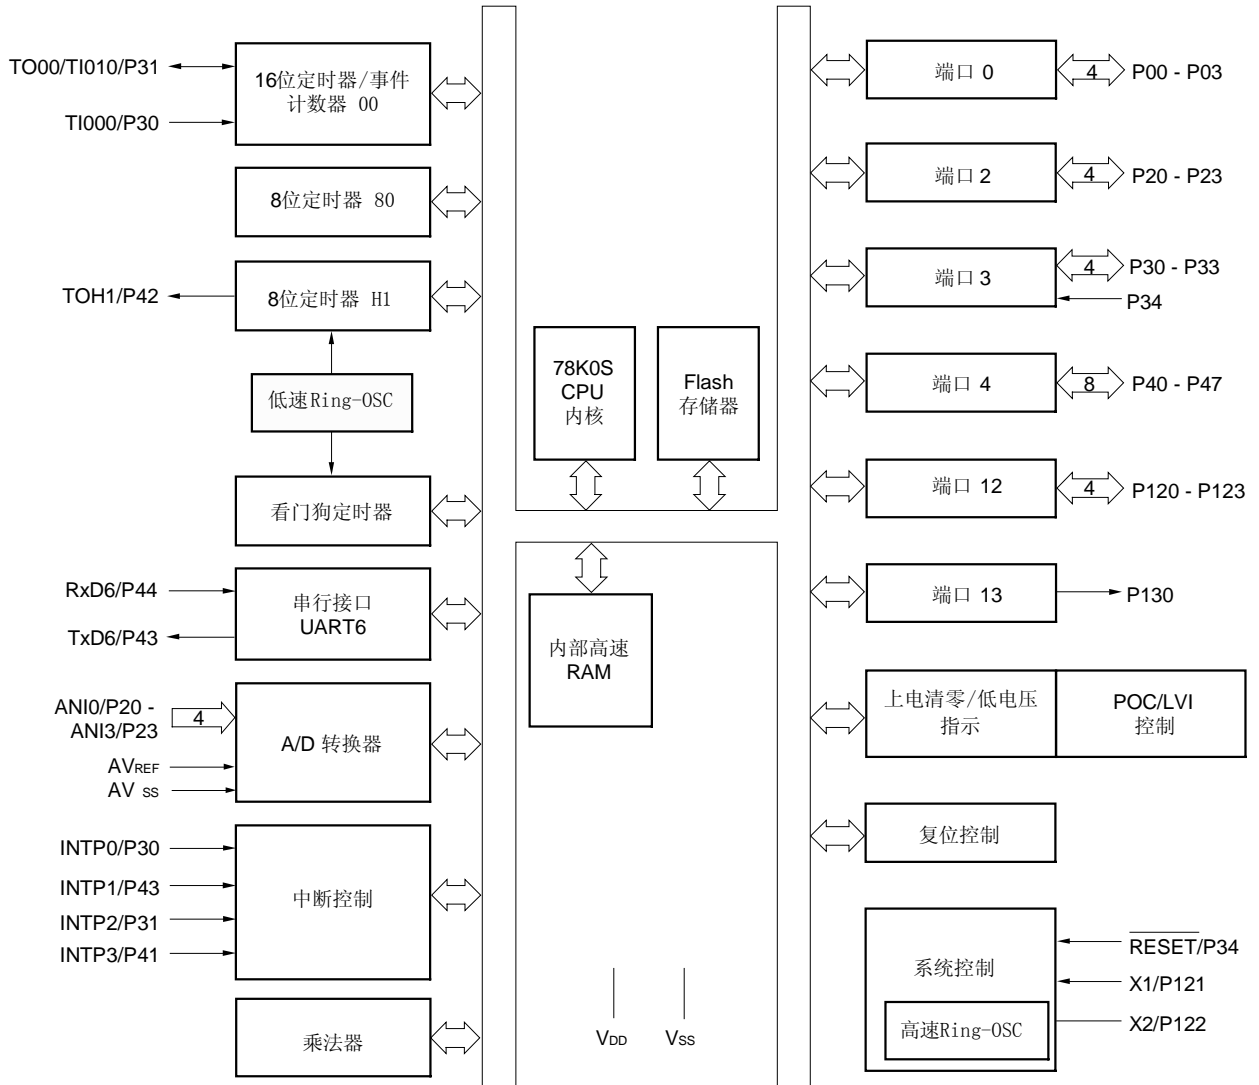 TO00/TI010/P31
TI000/P30
16位定时器/事件
计数器 00
8位定时器 80
TOH1/P42
8位定时器 H1
低速Ring-OSC
看门狗定时器
RxD6/P44
TxD6/P43
串行接口
UART6
ANI0/P20 -
ANI3/P23
4
AVREF
AV SS
A/D 转换器
INTP0/P30
INTP1/P43
INTP2/P31
INTP3/P41
中断控制
乘法器
78K0S
CPU
内核
Flash
存储器
内部高速
RAM
VDD
VSS
端口 0
4
P00 - P03
端口 2
4
P20 - P23
端口 3
4
P30 - P33
P34
端口 4
8
P40 - P47
端口 12
4
P120 - P123
端口 13
P130
上电清零/低电压
指示
POC/LVI
控制
复位控制
系统控制
高速Ring-OSC
RESET/P34
X1/P121
X2/P122